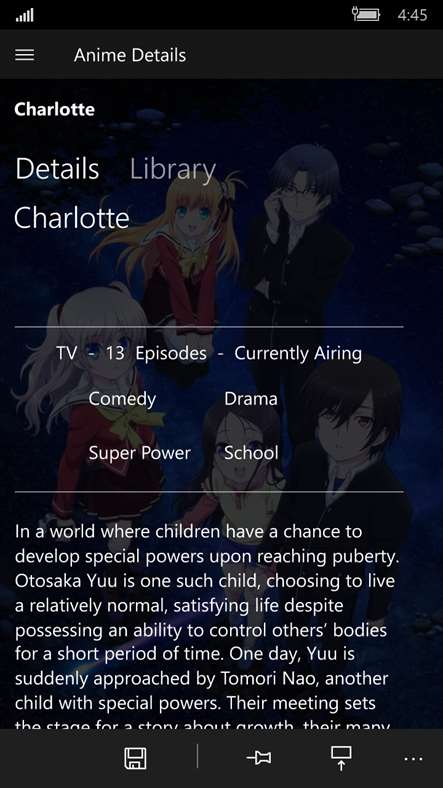 4:45
Anime Details
Charlotte
Details Library
Charlotte
TV - 13 Episodes - Currently Airing
Comedy Drama
Super Power School
In a world where children have a chance to
develop special powers upon reaching puberty.
Otosaka Yuu is one such child, choosing to live
a relatively normal, satisfying life despite
possessing an ability to control others’ bodies
for a short period of time. One day, Yuu is
suddenly approached by Tomori Nao, another
child with special powers. Their meeting sets
the stage for a story about growth, their many